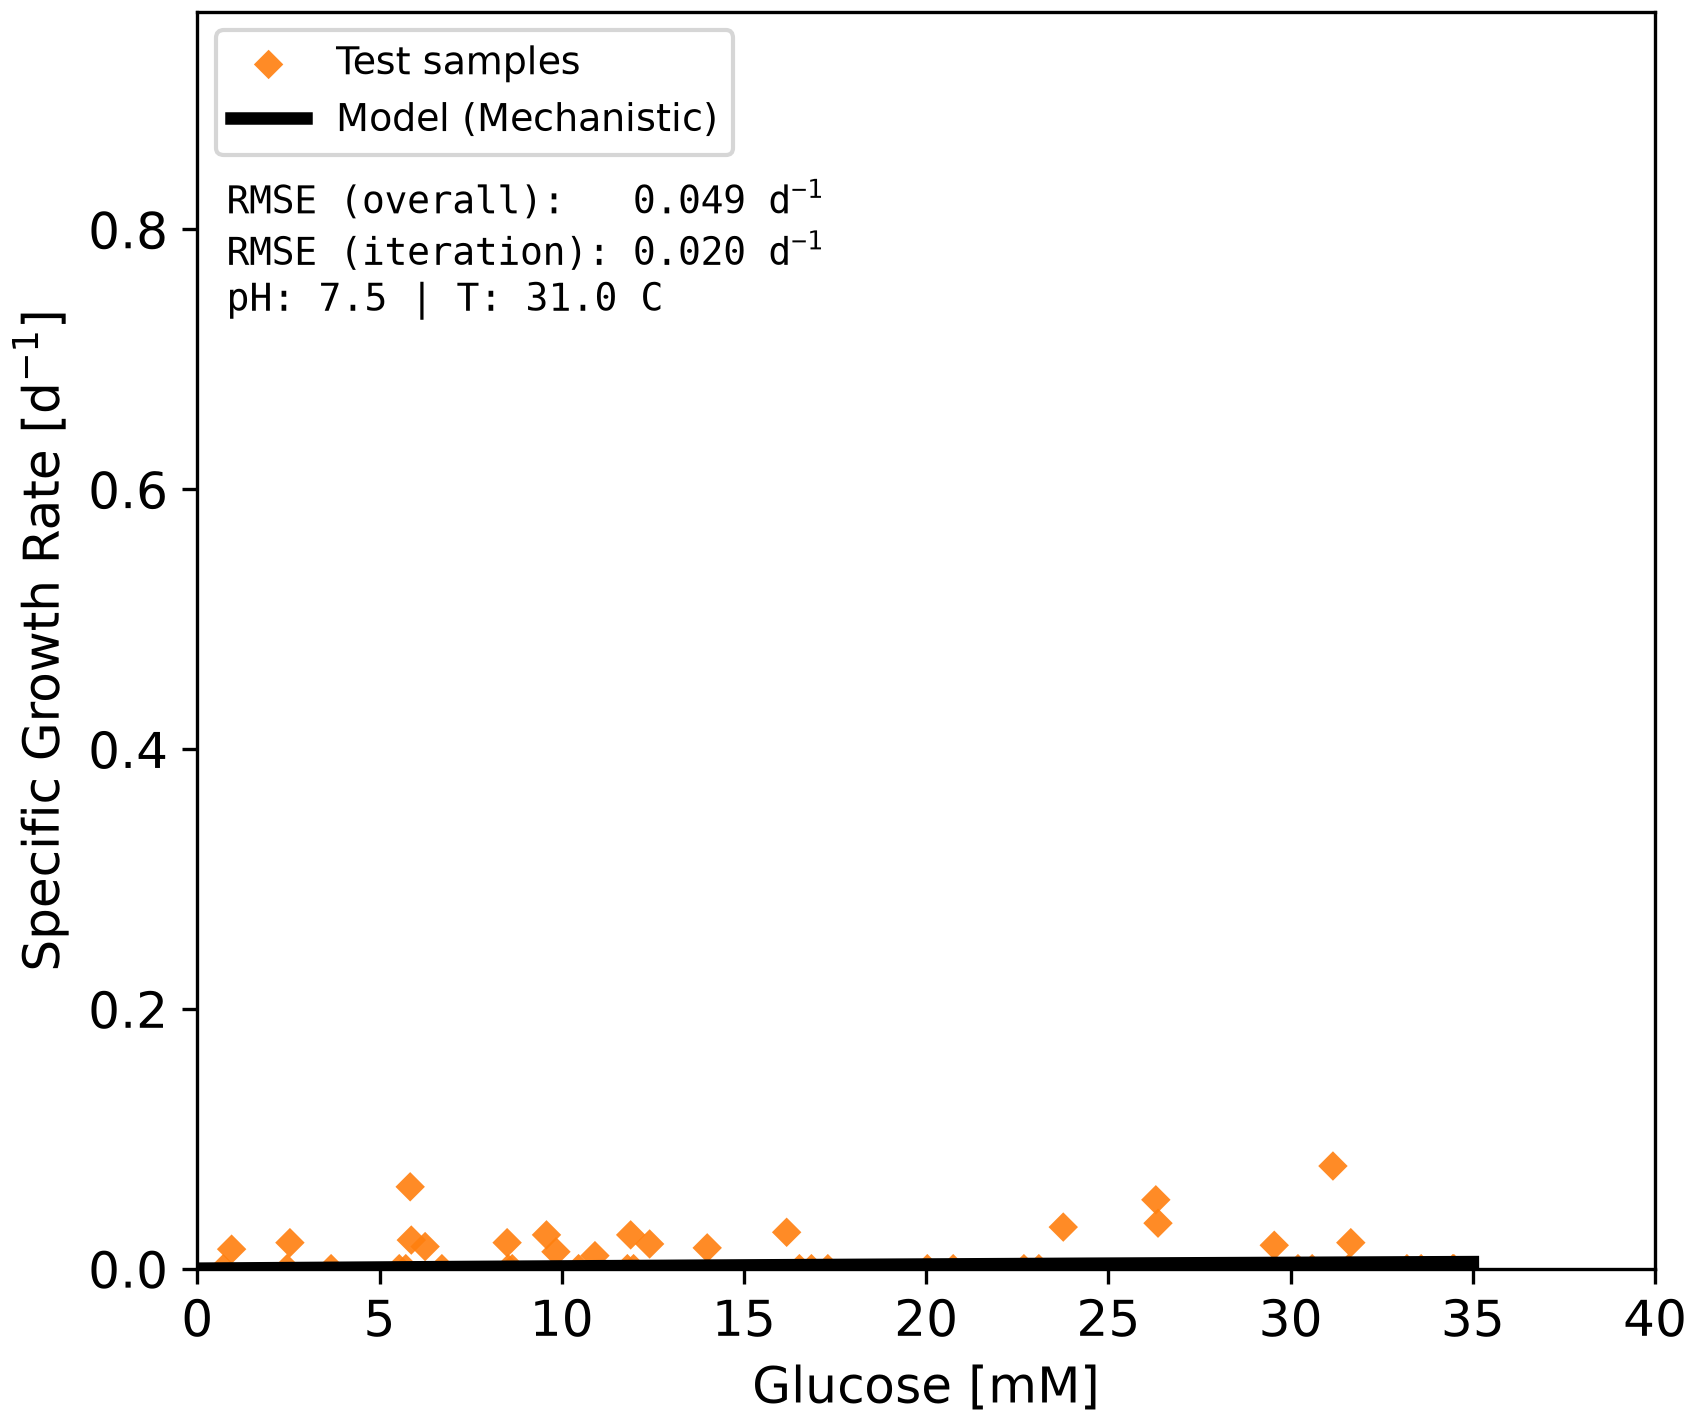 Test samples
Model (Mechanistic)
RMSE (overall): 0.049 d⁻¹
RMSE (iteration): 0.020 d⁻¹
pH: 7.5 | T: 31.0 C
Specific Growth Rate [d⁻¹]
0.8
0.6
0.4
0.2
0.0
0 5 10 15 20 25 30 35 40
Glucose [mM]